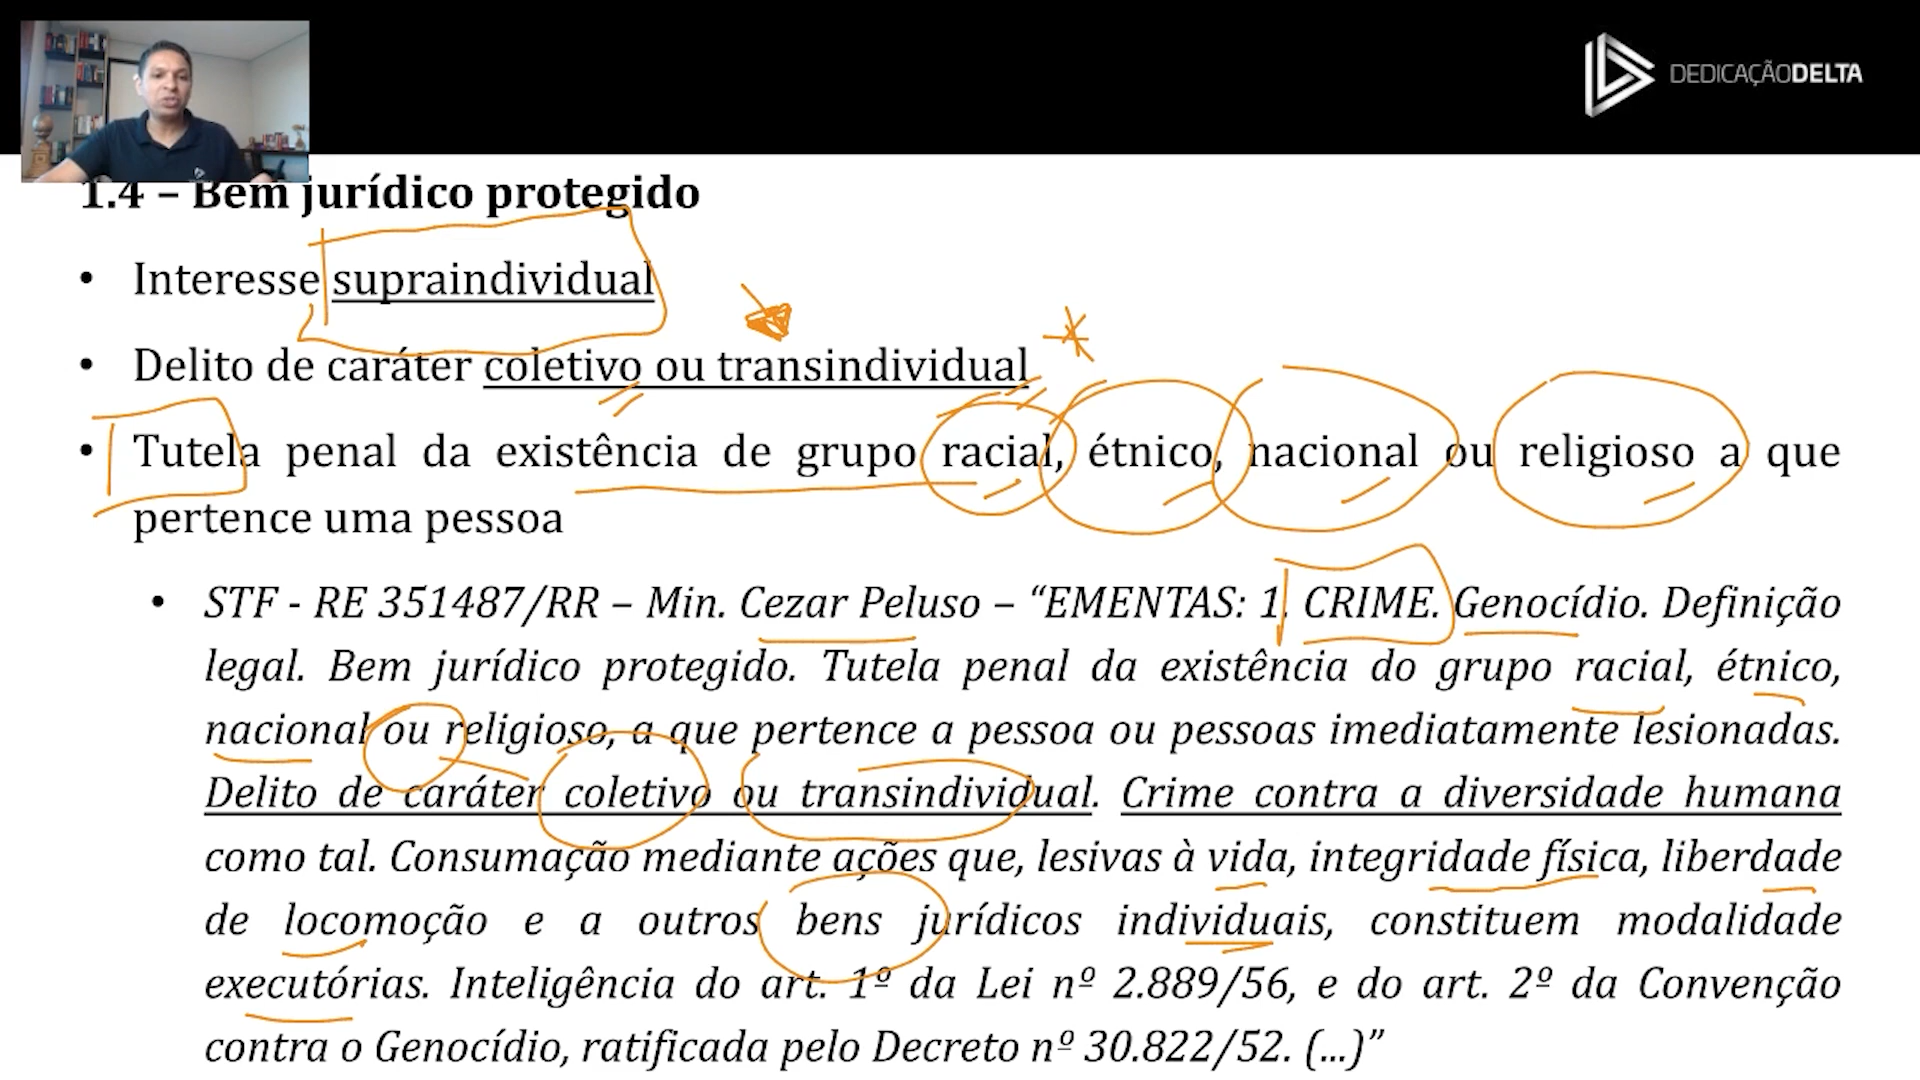 DEDICAÇÃODELTA
1.4 – Bem jurídico protegido
• Interesse supraindividual
• Delito de caráter coletivo ou transindividual
• Tutela penal da existência de grupo racial, étnico, nacional ou religioso a que
pertence uma pessoa
• STF - RE 351487/RR – Min. Cezar Peluso – “EMENTAS: 1. CRIME. Genocídio. Definição
legal. Bem jurídico protegido. Tutela penal da existência do grupo racial, étnico,
nacional ou religioso, a que pertence a pessoa ou pessoas imediatamente lesionadas.
Delito de caráter coletivo ou transindividual. Crime contra a diversidade humana
como tal. Consumação mediante ações que, lesivas à vida, integridade física, liberdade
de locomoção e a outros bens jurídicos individuais, constituem modalidade
executórias. Inteligência do art. 1º da Lei nº 2.889/56, e do art. 2º da Convenção
contra o Genocídio, ratificada pelo Decreto nº 30.822/52. (...)”